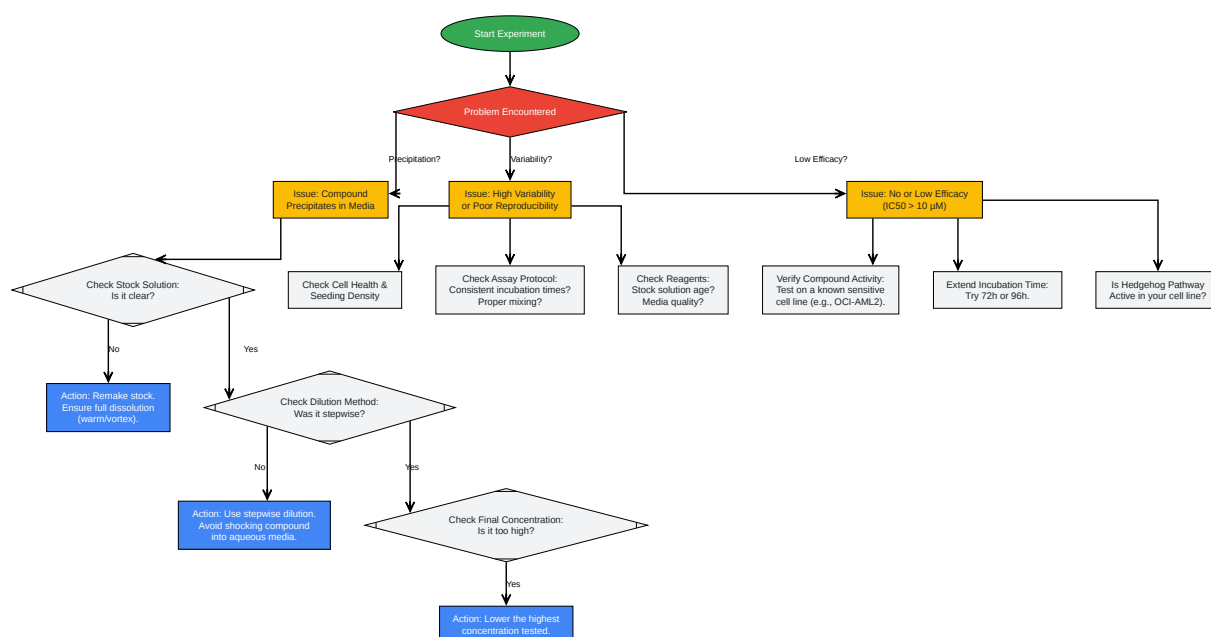 Start Experiment
Problem Encountered
Precipitation?
Variability?
Low Efficacy?
Issue: Compound
Precipitates in Media
Issue: High Variability
or Poor Reproducibility
Issue: No or Low Efficacy
(IC50 > 10 µM)
Check Stock Solution:
Is it clear?
Check Cell Health &
Seeding Density
Check Assay Protocol:
Consistent incubation times?
Proper mixing?
Check Reagents:
Stock solution age?
Media quality?
Verify Compound Activity:
Test on a known sensitive
cell line (e.g., OCI-AML2).
Extend Incubation Time:
Try 72h or 96h.
Is Hedgehog Pathway
Active in your cell line?
No
Yes
Action: Remake stock.
Ensure full dissolution
(warm/vortex).
Check Dilution Method:
Was it stepwise?
No
Yes
Action: Use stepwise dilution.
Avoid shocking compound
into aqueous media.
Check Final Concentration:
Is it too high?
Yes
Action: Lower the highest
concentration tested.